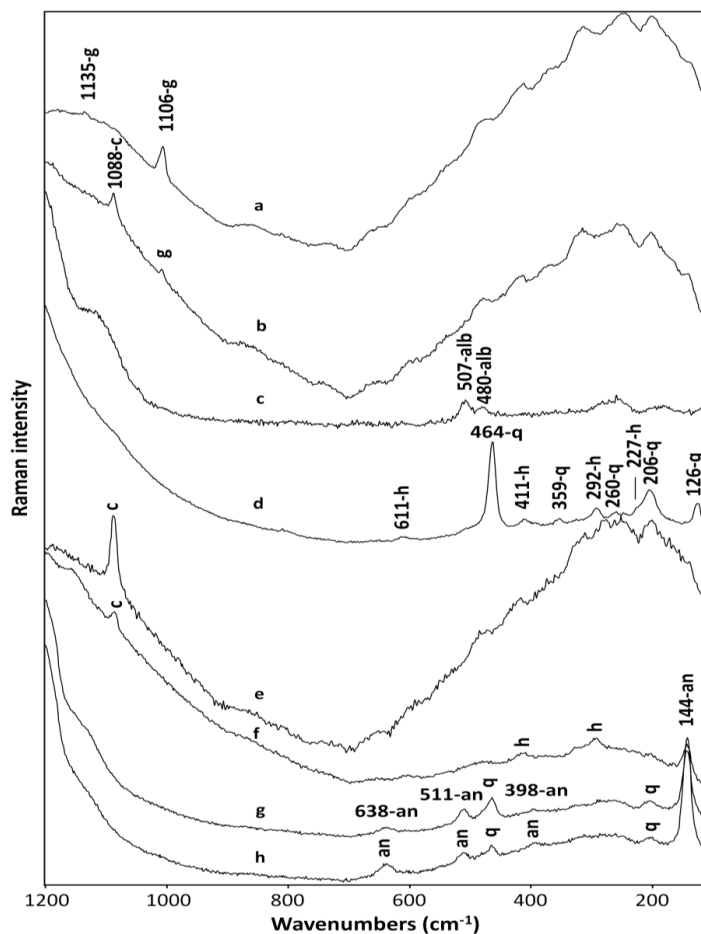 1135-g
1106-g
1088-c
a
g
b
507-alb
480-alb
c
464-q
227-h
206-q
126-q
292-h
260-q
411-h
359-q
611-h
d
c
c
e
f
144-an
h
h
511-an
q
398-an
q
638-an
g
an
an
q
an
q
h
Raman intensity
1200
1000
800
600
400
200
Wavenumbers (cm⁻¹)